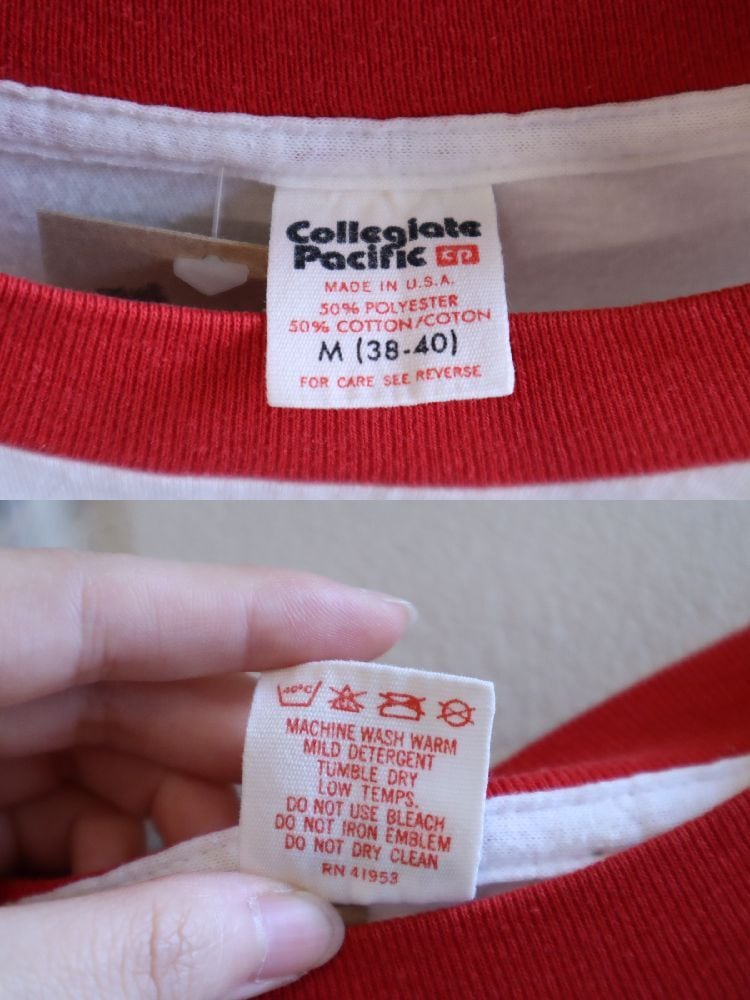 Collegiate
Pacific cp
MADE IN U.S.A.
50% POLYESTER
50% COTTON/COTON
M (38-40)
FOR CARE SEE REVERSE
40°C
MACHINE WASH WARM
MILD DETERGENT
TUMBLE DRY
LOW TEMPS.
DO NOT USE BLEACH
DO NOT IRON EMBLEM
DO NOT DRY CLEAN
RN 41953